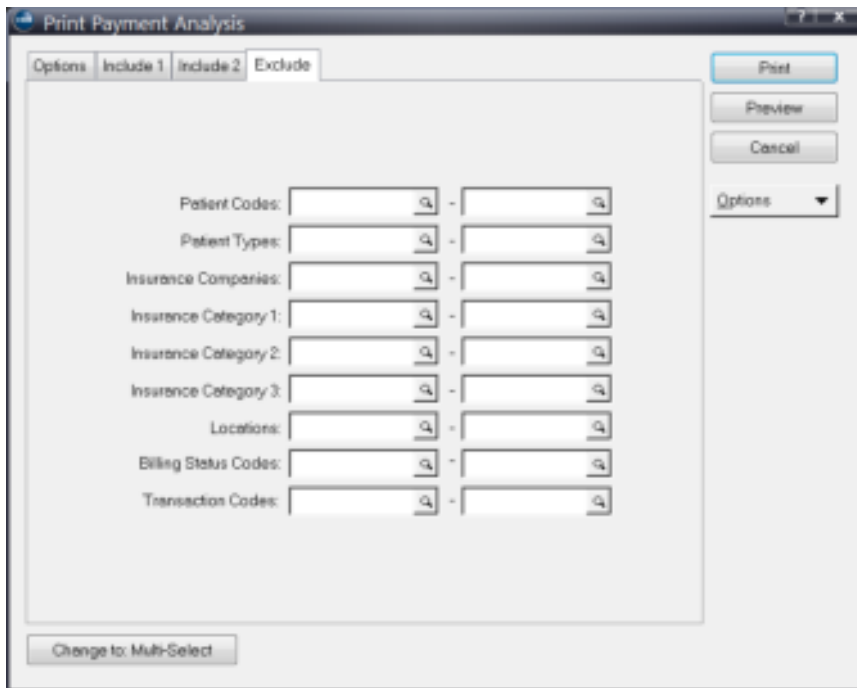 Print Payment Analysis
Options Include 1 Include 2 Exclude
Print
Preview
Cancel
Options
Patient Codes: -
Patient Types: -
Insurance Companies: -
Insurance Category 1: -
Insurance Category 2: -
Insurance Category 3: -
Locations: -
Billing Status Codes: -
Transaction Codes: -
Change to: Multi-Select